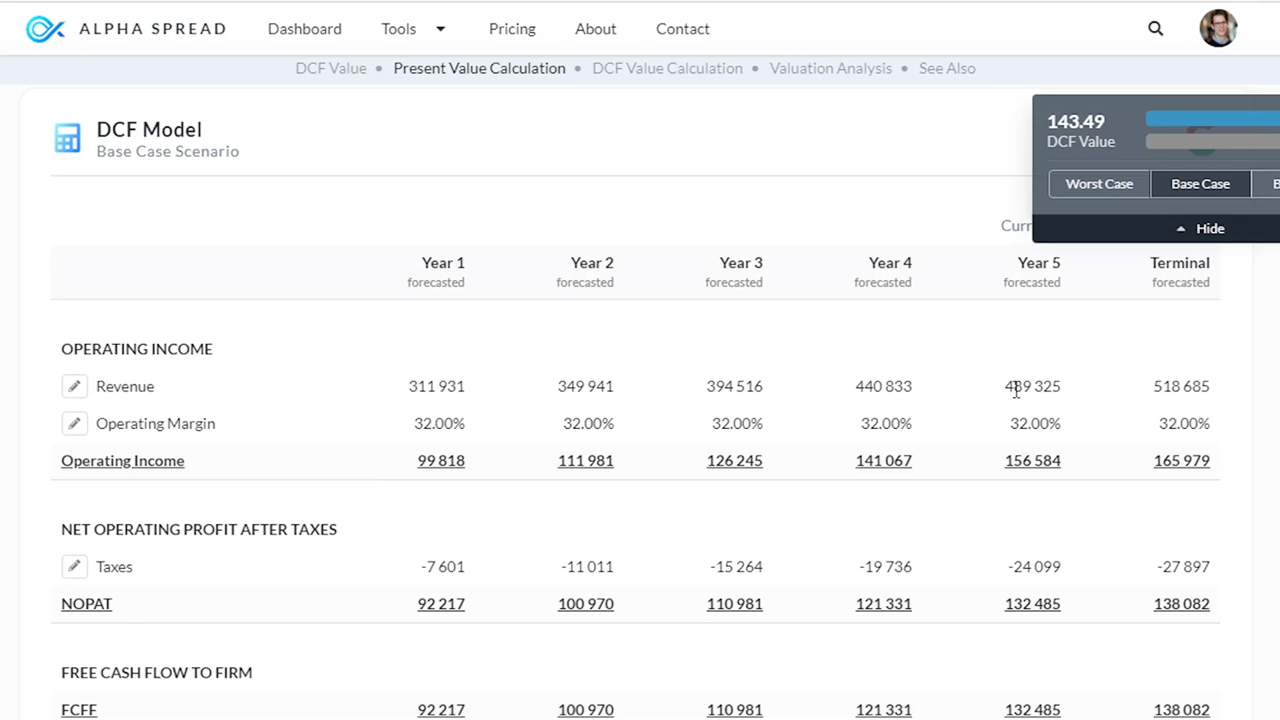 ALPHA SPREAD Dashboard Tools Pricing About Contact
DCF Value • Present Value Calculation • DCF Value Calculation • Valuation Analysis • See Also
DCF Model
Base Case Scenario
143.49
DCF Value
Worst Case Base Case B
Hide
Curr
Year 1 Year 2 Year 3 Year 4 Year 5 Terminal
forecasted forecasted forecasted forecasted forecasted forecasted
OPERATING INCOME
Revenue 311 931 349 941 394 516 440 833 489 325 518 685
Operating Margin 32.00% 32.00% 32.00% 32.00% 32.00% 32.00%
Operating Income 99 818 111 981 126 245 141 067 156 584 165 979
NET OPERATING PROFIT AFTER TAXES
Taxes -7 601 -11 011 -15 264 -19 736 -24 099 -27 897
NOPAT 92 217 100 970 110 981 121 331 132 485 138 082
FREE CASH FLOW TO FIRM
FCFF 92 217 100 970 110 981 121 331 132 485 138 082